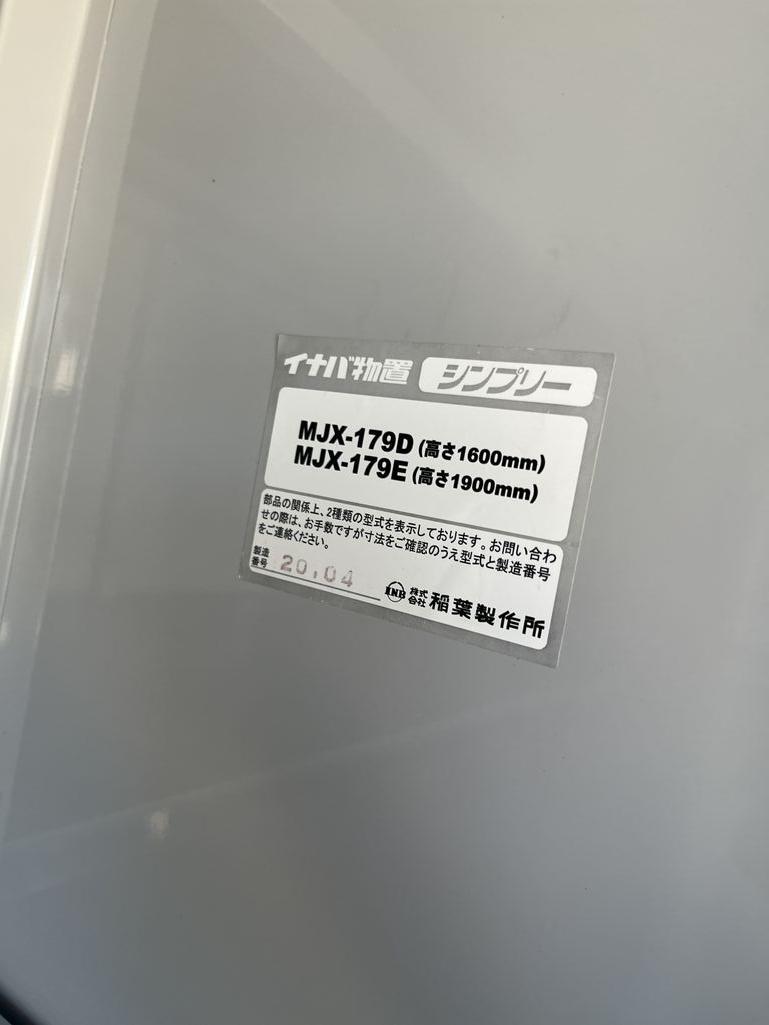 イナバ物置 シンプリー
MJX-179D (高さ1600mm)
MJX-179E (高さ1900mm)
部品の関係上、2種類の型式を表示しております。お問い合わ
せの際は、お手数ですが寸法をご確認のうえ型式と製造番号
をご連絡ください。
製造番号 20.04
INB 株式会社 稲葉製作所